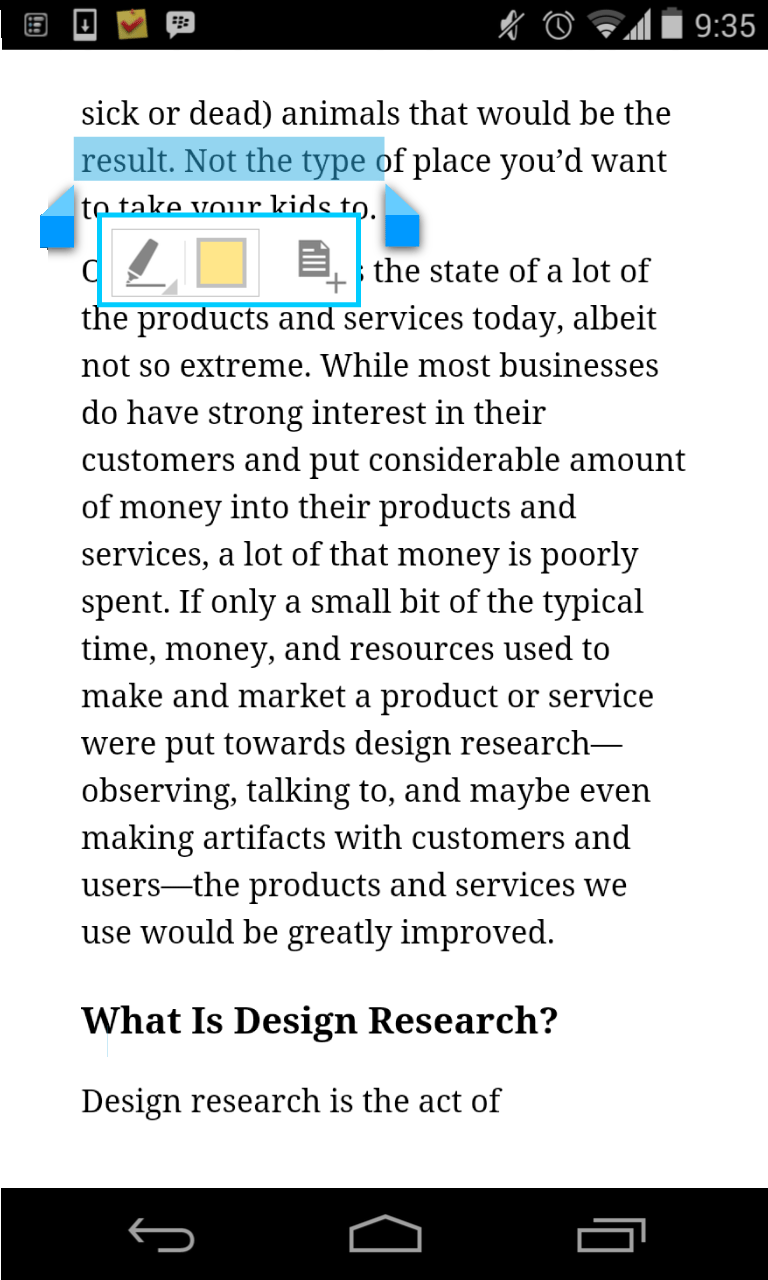 9:35
sick or dead) animals that would be the
result. Not the type of place you’d want
to take your kids to.
the state of a lot of
the products and services today, albeit
not so extreme. While most businesses
do have strong interest in their
customers and put considerable amount
of money into their products and
services, a lot of that money is poorly
spent. If only a small bit of the typical
time, money, and resources used to
make and market a product or service
were put towards design research—
observing, talking to, and maybe even
making artifacts with customers and
users—the products and services we
use would be greatly improved.
What Is Design Research?
Design research is the act of